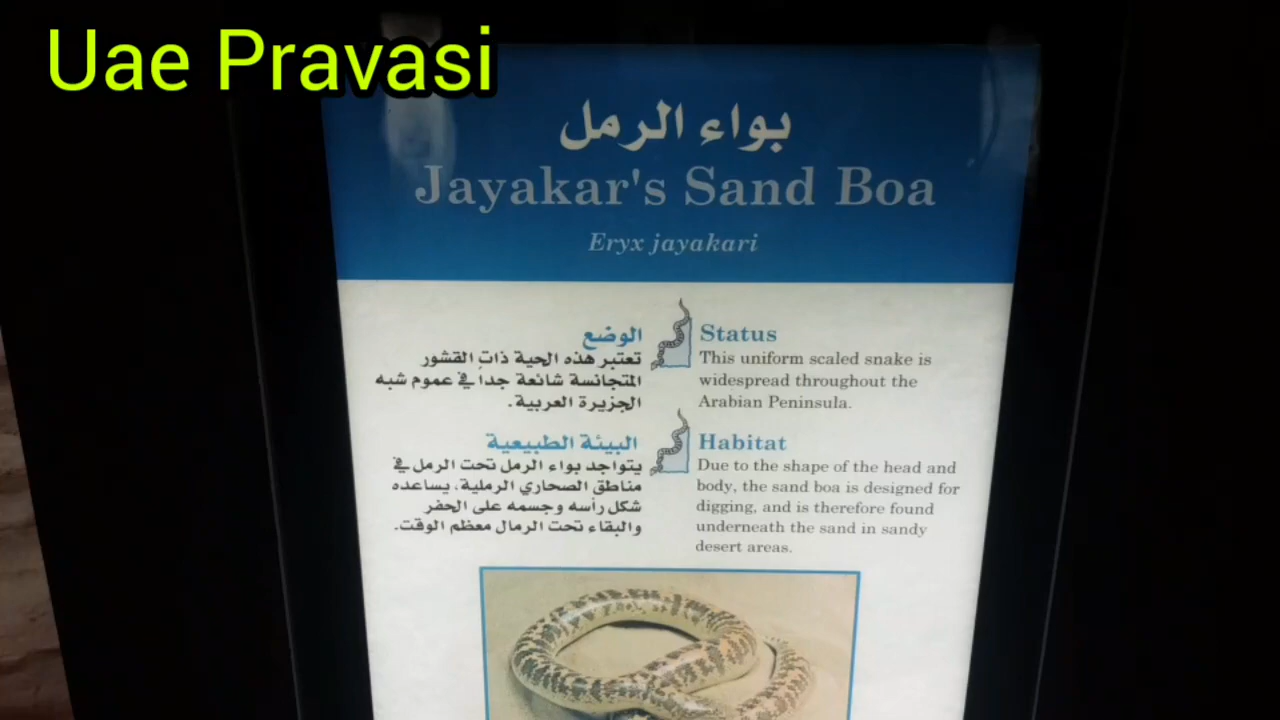 Uae Pravasi
بواء الرمل
Jayakar's Sand Boa
Eryx jayakari
الوضع
تعتبر هذه الحية ذات القشور
المتجانسة شائعة جداً في عموم شبه
الجزيرة العربية.
Status
This uniform scaled snake is
widespread throughout the
Arabian Peninsula.
البيئة الطبيعية
يتواجد بواء الرمل تحت الرمل في
مناطق الصحاري الرملية، يساعده
شكل رأسه وجسمه على الحفر
والبقاء تحت الرمال معظم الوقت.
Habitat
Due to the shape of the head and
body, the sand boa is designed for
digging, and is therefore found
underneath the sand in sandy
desert areas.